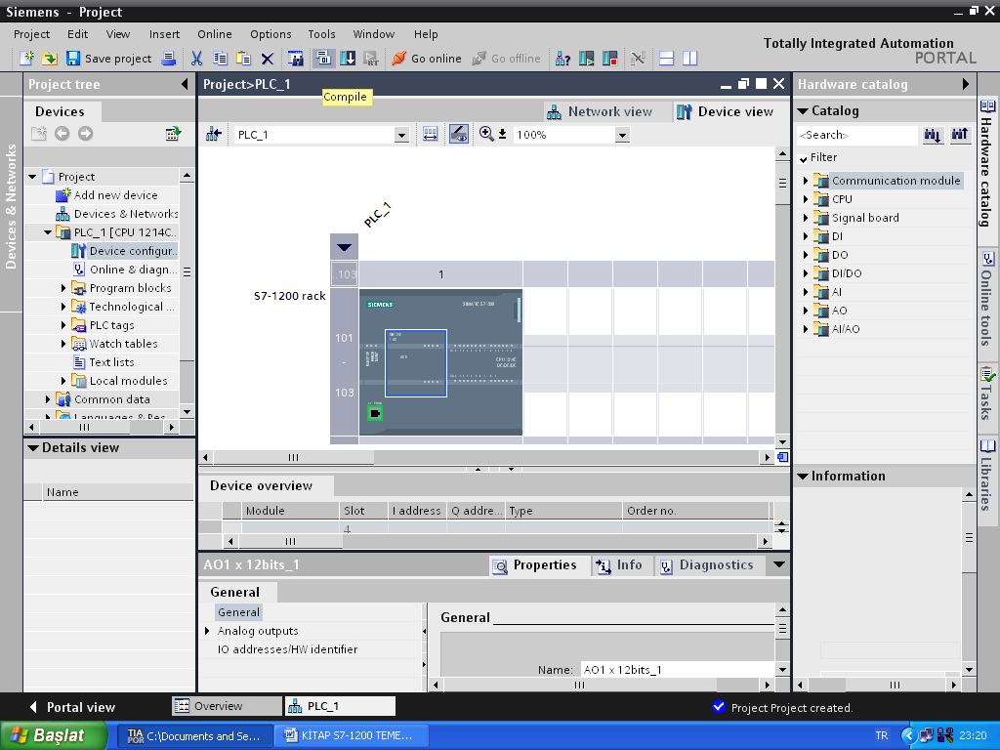 Siemens - Project
Project Edit View Insert Online Options Tools Window Help
Totally Integrated Automation
PORTAL
Save project Go online Go offline
Project tree
Project>PLC_1
Hardware catalog
Compile
Devices
Network view Device view
Catalog
PLC_1 100%
<Search>
Filter
Devices & Networks
Project
Add new device
Devices & Networks
PLC_1 [CPU 1214C...
Device configur...
Online & diagn...
Program blocks
Technological ...
PLC tags
Watch tables
Text lists
Local modules
Common data
Languages & Res
PLC_1
..103 1
S7-1200 rack
SIEMENS SIMATIC S7-1200
101
-
103
Communication module
CPU
Signal board
DI
DO
DI/DO
AI
AO
AI/AO
Hardware catalog
Online tools
Tasks
Libraries
Details view
Name
Device overview
Module Slot I address Q addre... Type Order no.
4
Information
AO1 x 12bits_1 Properties Info Diagnostics
General
General
Analog outputs
IO addresses/HW identifier
General
Name: AO1 x 12bits_1
Portal view Overview PLC_1 Project Project created.
Başlat TIA POR C:\Documents and Se... KİTAP S7-1200 TEME... TR 23:20